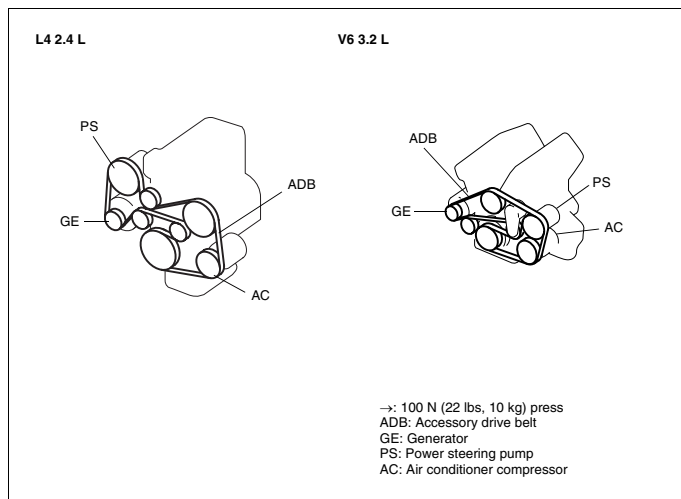 L4 2.4 L
V6 3.2 L
PS
ADB
GE
AC
ADB
PS
GE
AC
→: 100 N (22 lbs, 10 kg) press
ADB: Accessory drive belt
GE: Generator
PS: Power steering pump
AC: Air conditioner compressor